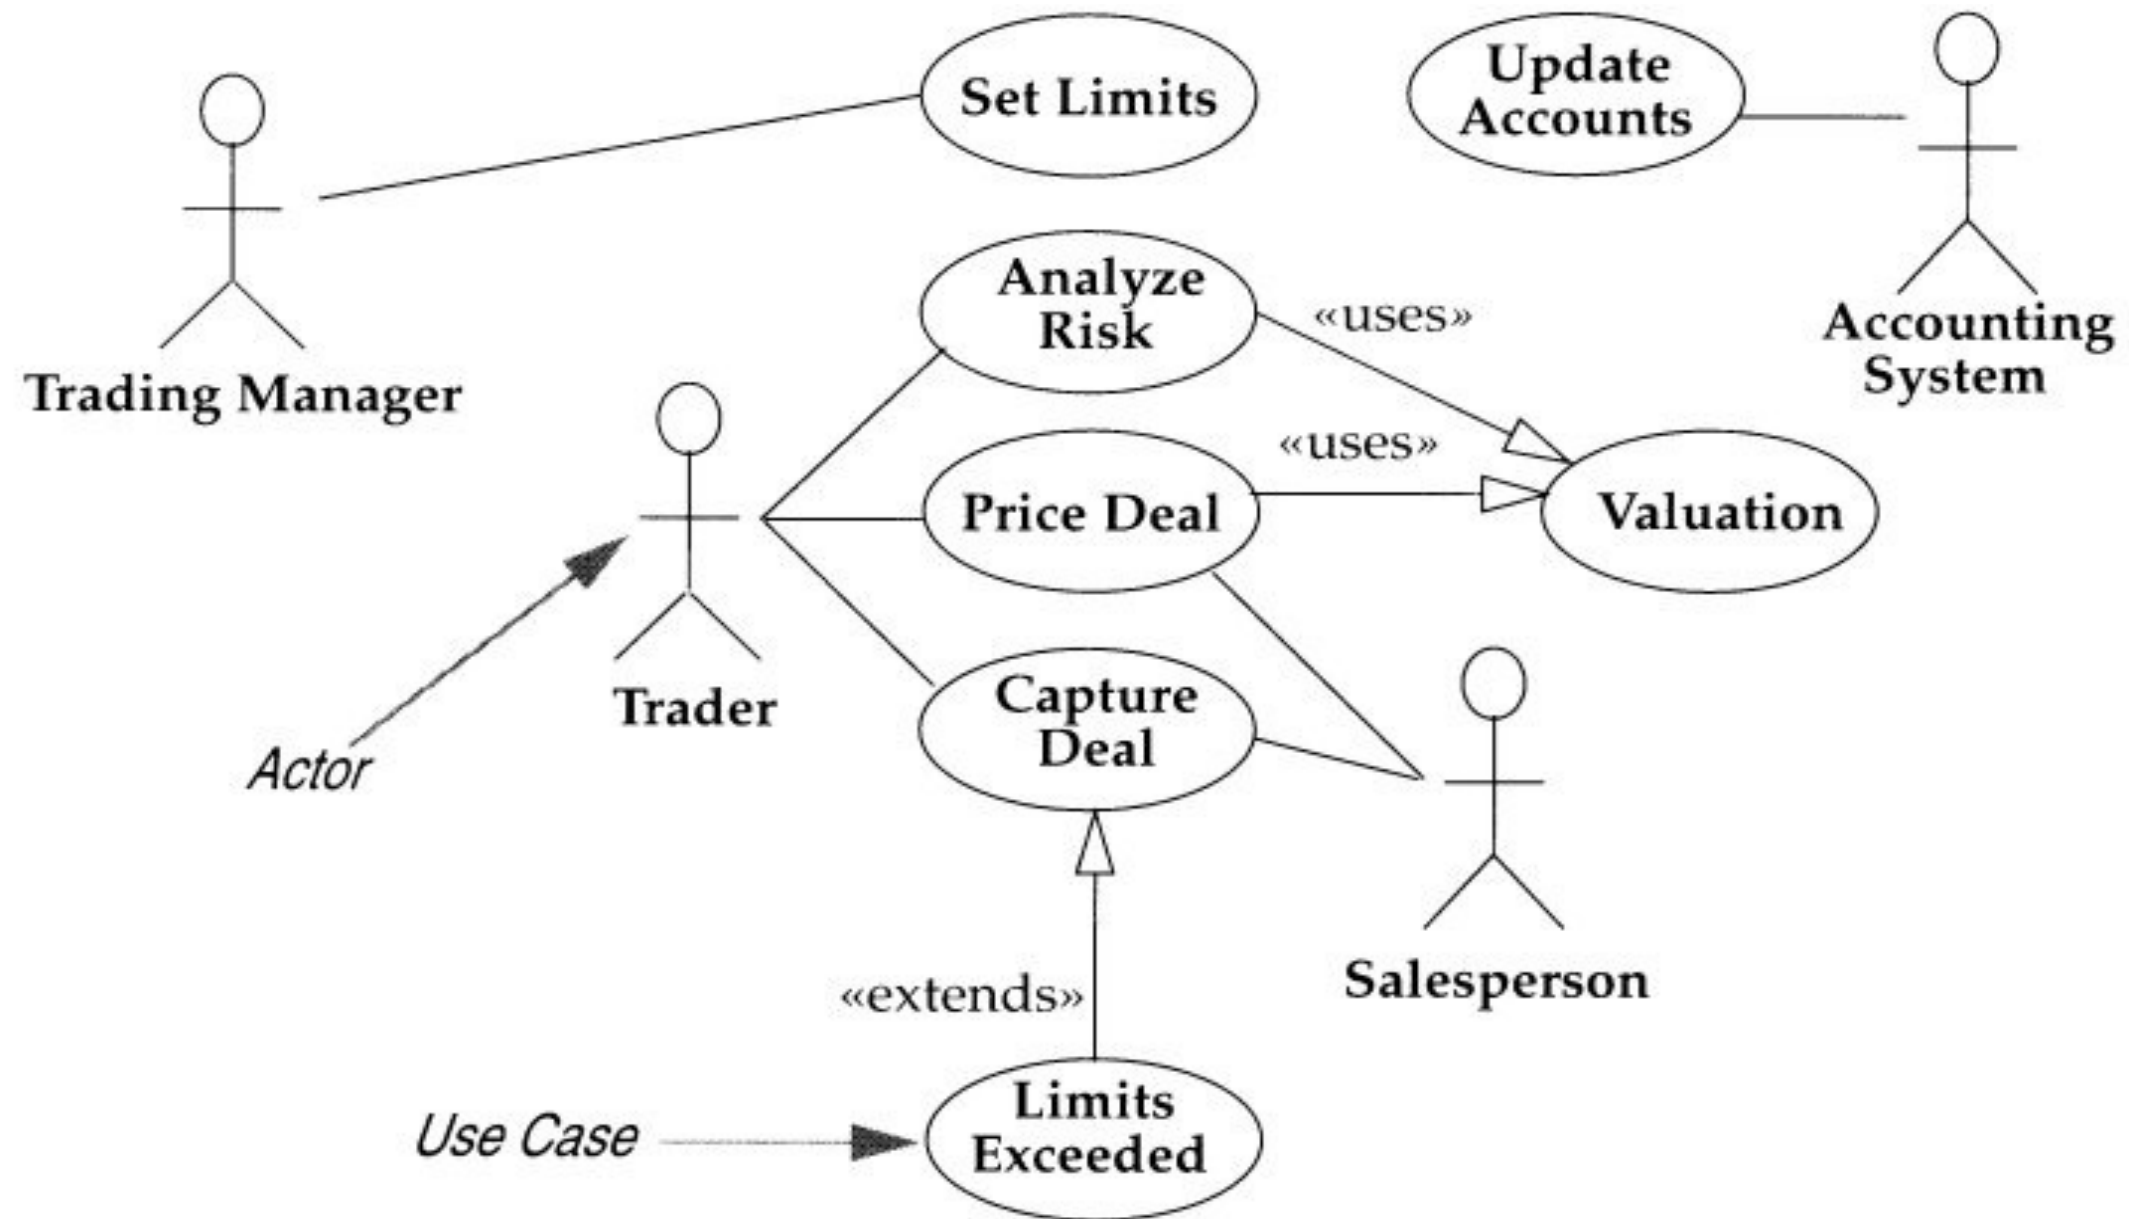 Set Limits
Update
Accounts
Trading Manager
Analyze
Risk
«uses»
Accounting
System
«uses»
Price Deal
Valuation
Trader
Actor
Capture
Deal
Salesperson
«extends»
Use Case
Limits
Exceeded